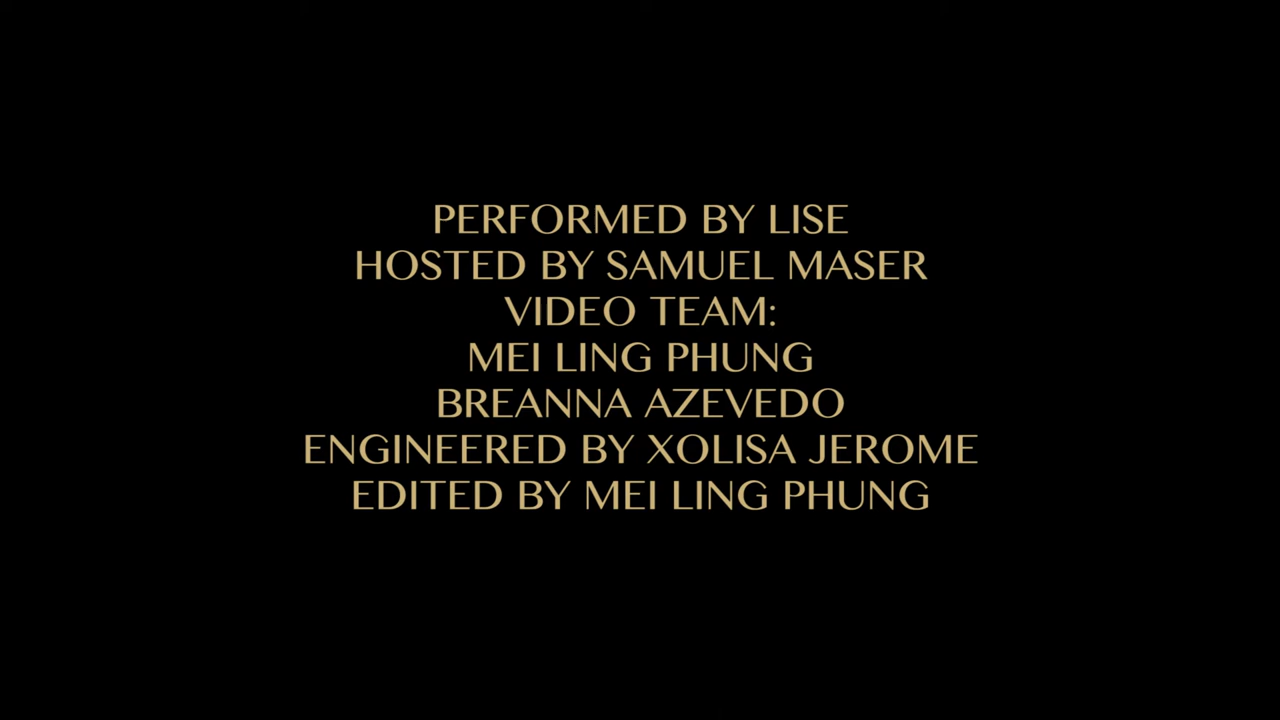 PERFORMED BY LISE
HOSTED BY SAMUEL MASER
VIDEO TEAM:
MEI LING PHUNG
BREANNA AZEVEDO
ENGINEERED BY XOLISA JEROME
EDITED BY MEI LING PHUNG